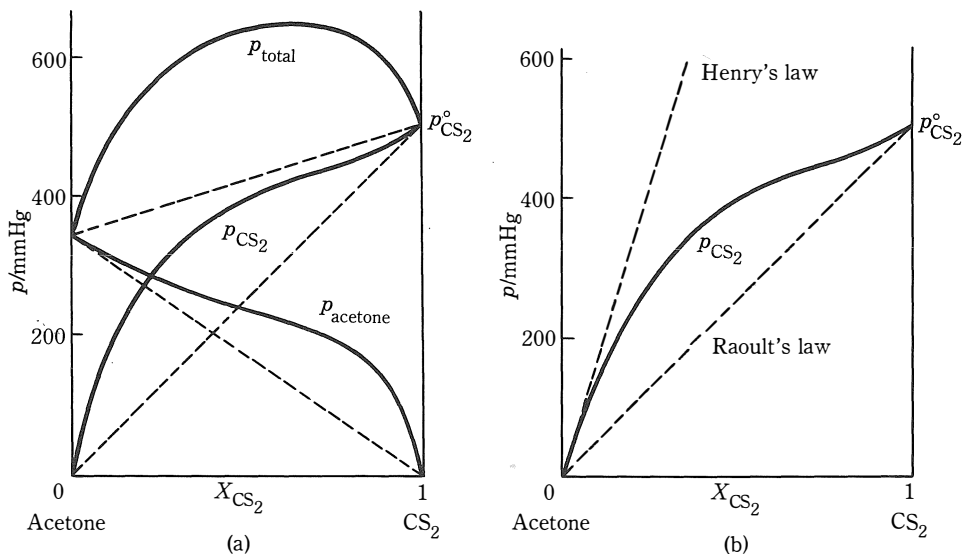 600
400
200
0
p/mmHg
p_total
p_CS₂
p_acetone
p°_CS₂
X_CS₂
1
Acetone
CS₂
(a)
600
400
200
0
p/mmHg
Henry's law
p°_CS₂
p_CS₂
Raoult's law
X_CS₂
1
Acetone
CS₂
(b)